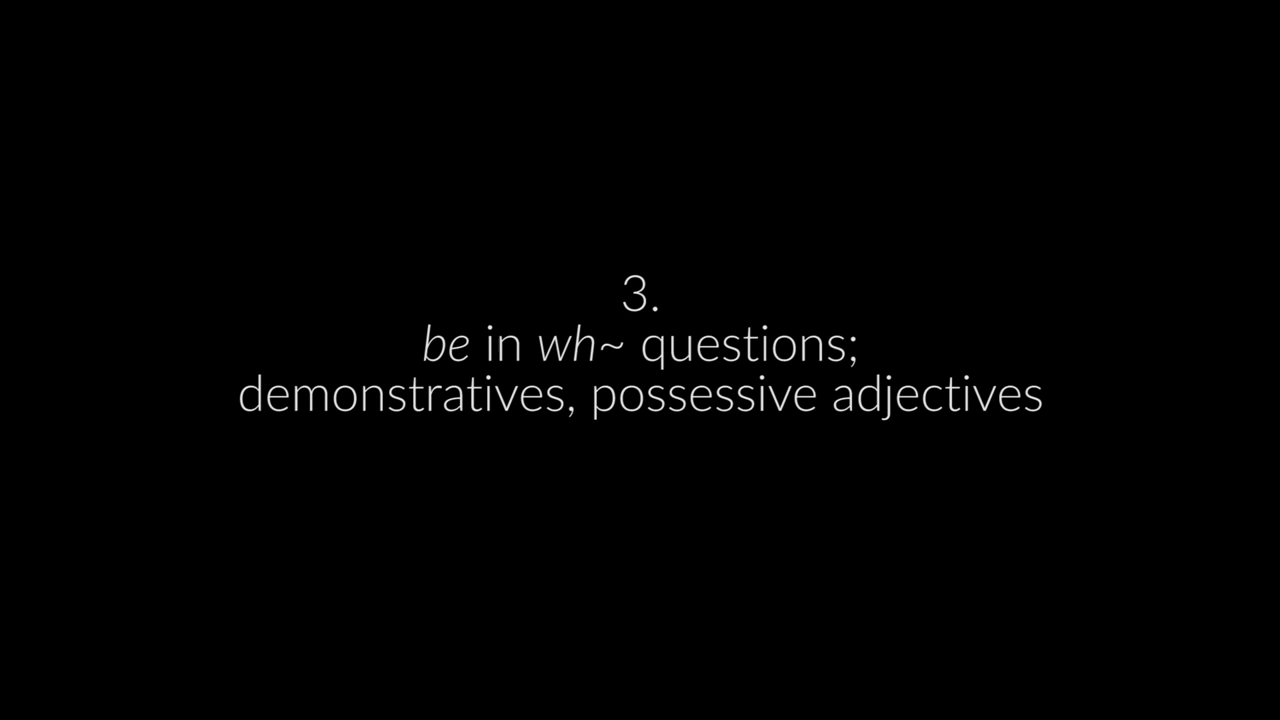 3.
be in wh~ questions;
demonstratives, possessive adjectives